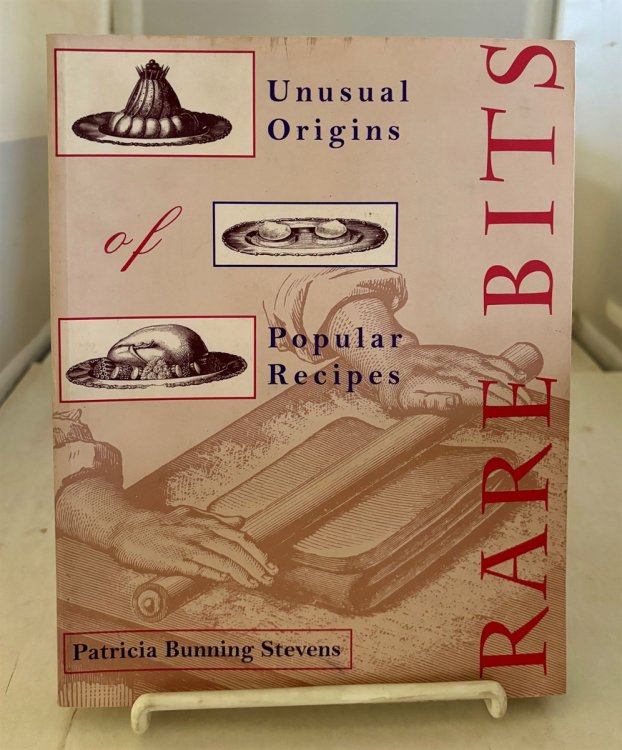 RARE BITS
Unusual
Origins
of
Popular
Recipes
Patricia Bunning Stevens